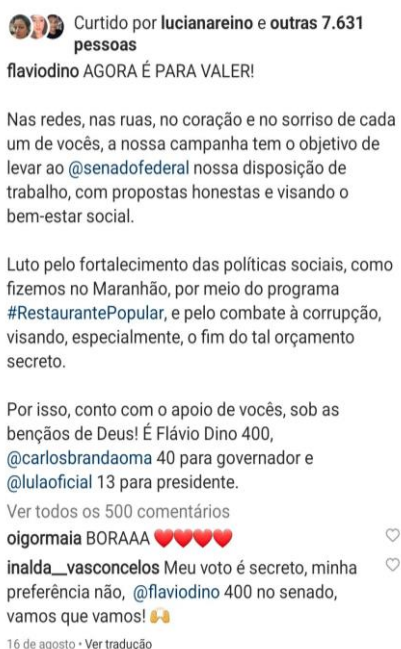 Curtido por lucianareino e outras 7.631
pessoas
flaviodino AGORA É PARA VALER!
Nas redes, nas ruas, no coração e no sorriso de cada
um de vocês, a nossa campanha tem o objetivo de
levar ao @senadofederal nossa disposição de
trabalho, com propostas honestas e visando o
bem-estar social.
Luto pelo fortalecimento das políticas sociais, como
fizemos no Maranhão, por meio do programa
#RestaurantePopular, e pelo combate à corrupção,
visando, especialmente, o fim do tal orçamento
secreto.
Por isso, conto com o apoio de vocês, sob as
bençãos de Deus! É Flávio Dino 400,
@carlosbrandaoma 40 para governador e
@lulaoficial 13 para presidente.
Ver todos os 500 comentários
oigormaia BORAAA ❤️❤️❤️❤️
inalda__vasconcelos Meu voto é secreto, minha
preferência não, @flaviodino 400 no senado,
vamos que vamos! 🙌
16 de agosto • Ver tradução